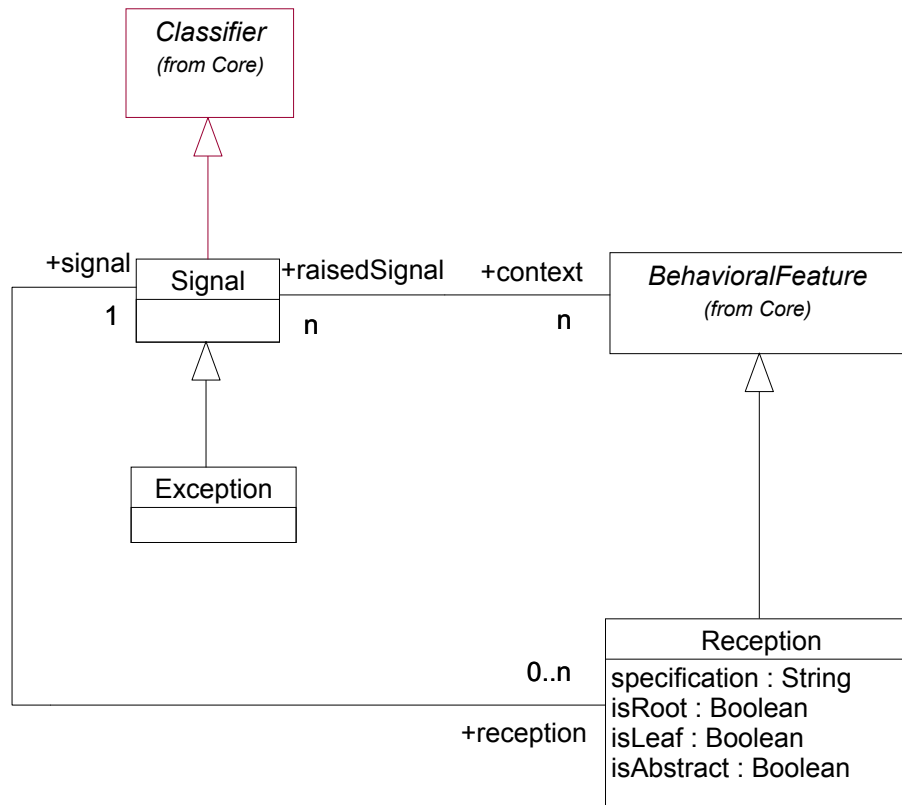 Classifier
(from Core)
+signal
Signal
+raisedSignal
+context
BehavioralFeature
(from Core)
1
n
n
Exception
Reception
0..n
specification : String
isRoot : Boolean
+reception
isLeaf : Boolean
isAbstract : Boolean